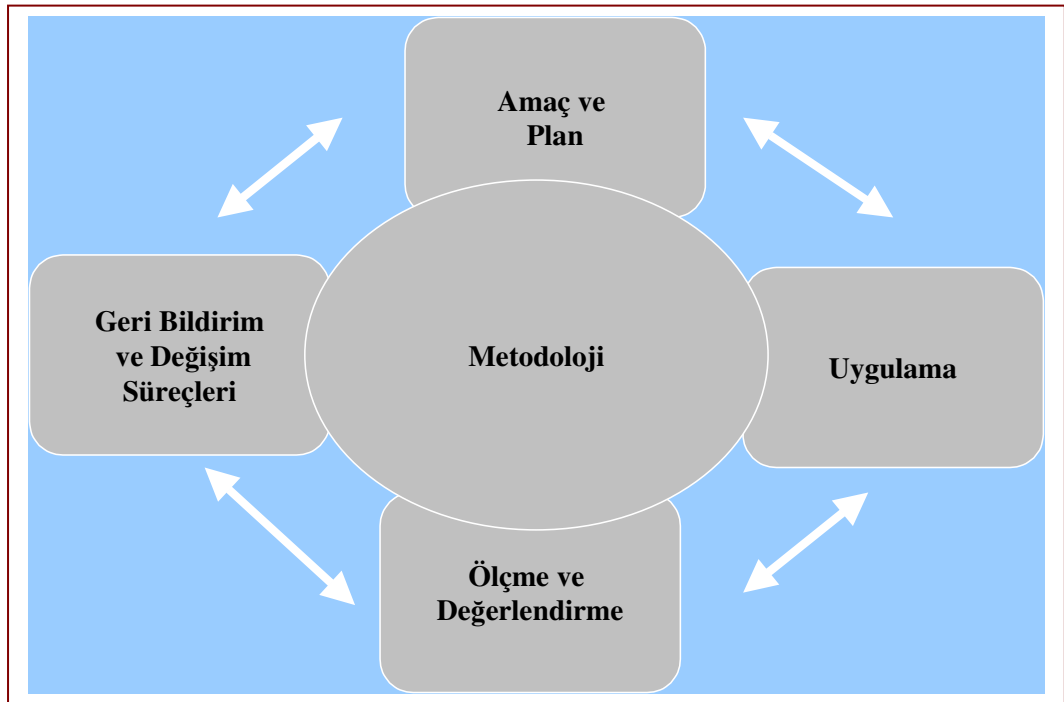 Amaç ve
Plan
Geri Bildirim
ve Değişim
Süreçleri
Metodoloji
Uygulama
Ölçme ve
Değerlendirme